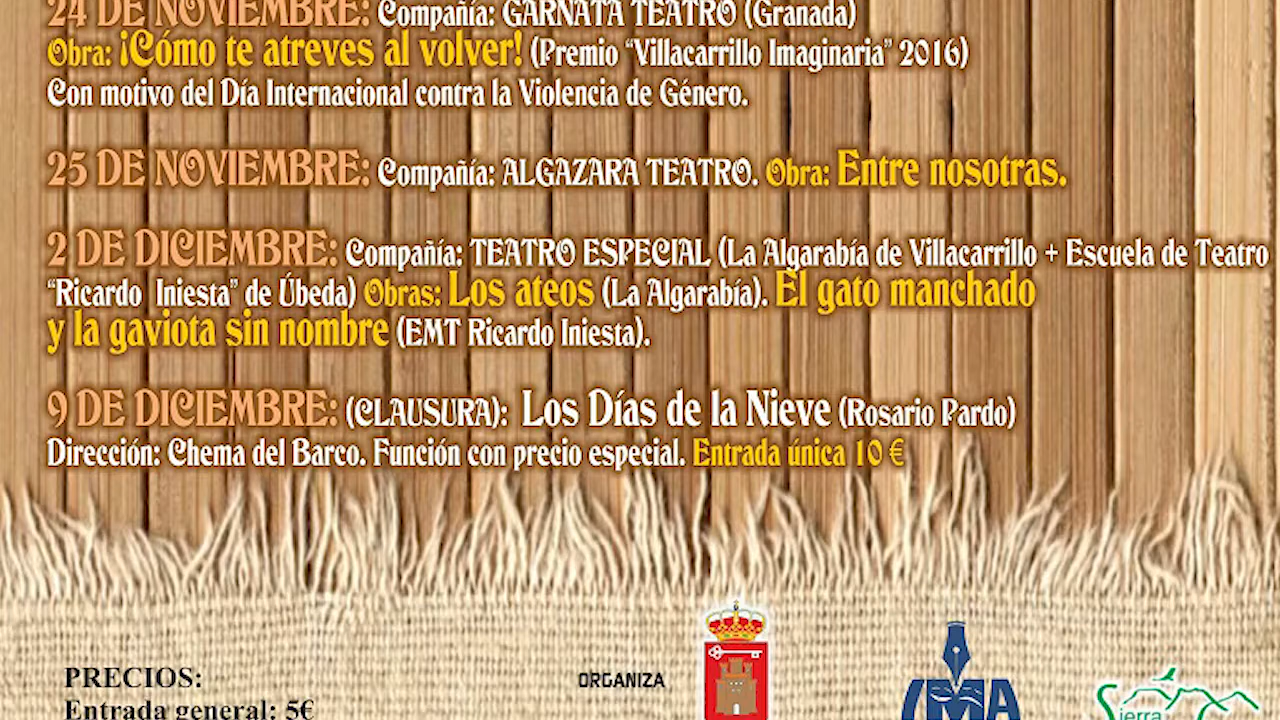 24 DE NOVIEMBRE: Compañía: GARNATA TEATRO (Granada)
Obra: ¡Cómo te atreves al volver! (Premio “Villacarrillo Imaginaria” 2016)
Con motivo del Día Internacional contra la Violencia de Género.
25 DE NOVIEMBRE: Compañía: ALGAZARA TEATRO. Obra: Entre nosotras.
2 DE DICIEMBRE: Compañía: TEATRO ESPECIAL (La Algarabía de Villacarrillo + Escuela de Teatro
“Ricardo Iniesta” de Úbeda) Obras: Los ateos (La Algarabía). El gato manchado
y la gaviota sin nombre (EMT Ricardo Iniesta).
9 DE DICIEMBRE: (CLAUSURA): Los Días de la Nieve (Rosario Pardo)
Dirección: Chema del Barco. Función con precio especial. Entrada única 10 €
PRECIOS:
Entrada general: 5€
ORGANIZA
Sierra